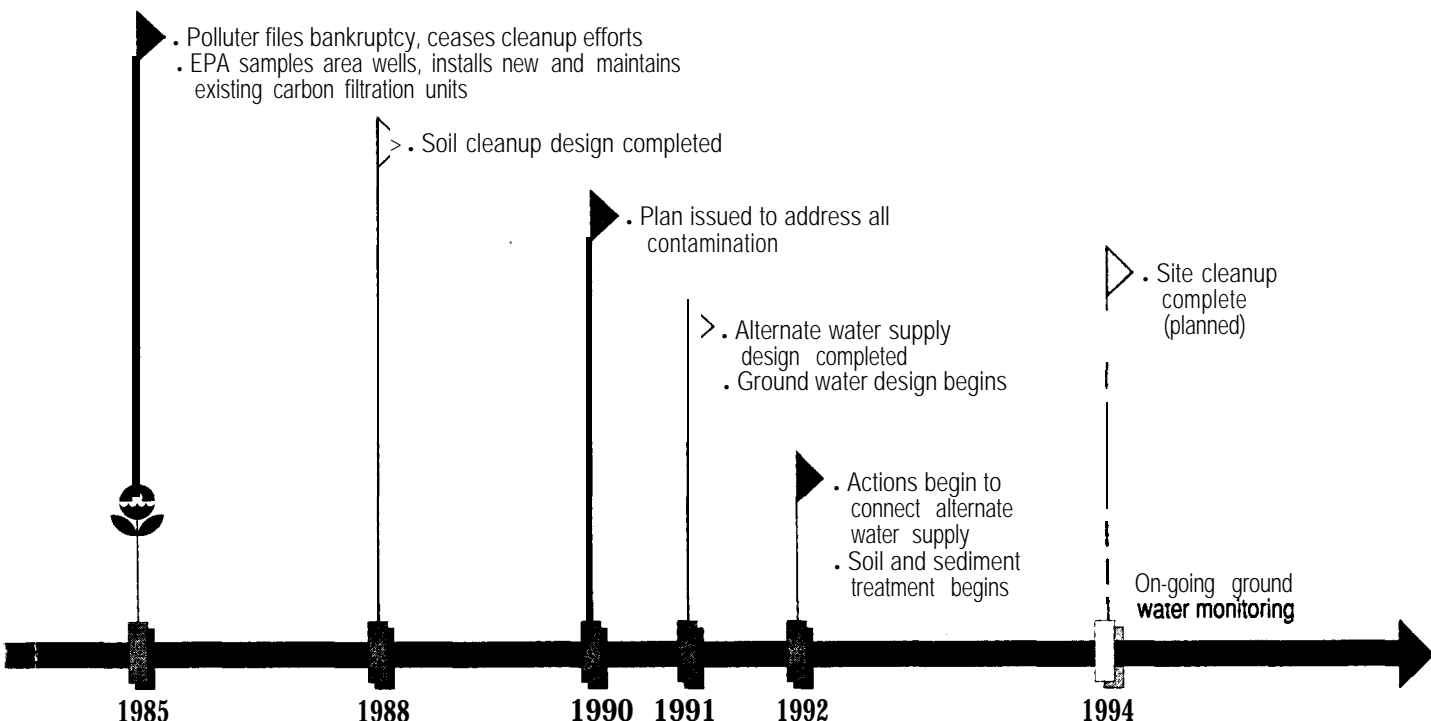 . Polluter files bankruptcy, ceases cleanup efforts
. EPA samples area wells, installs new and maintains
existing carbon filtration units
. Soil cleanup design completed
. Plan issued to address all
contamination
. Site cleanup
complete
(planned)
. Alternate water supply
design completed
. Ground water design begins
. Actions begin to
connect alternate
water supply
. Soil and sediment
treatment begins
On-going ground
water monitoring
1985 1988 1990 1991 1992 1994